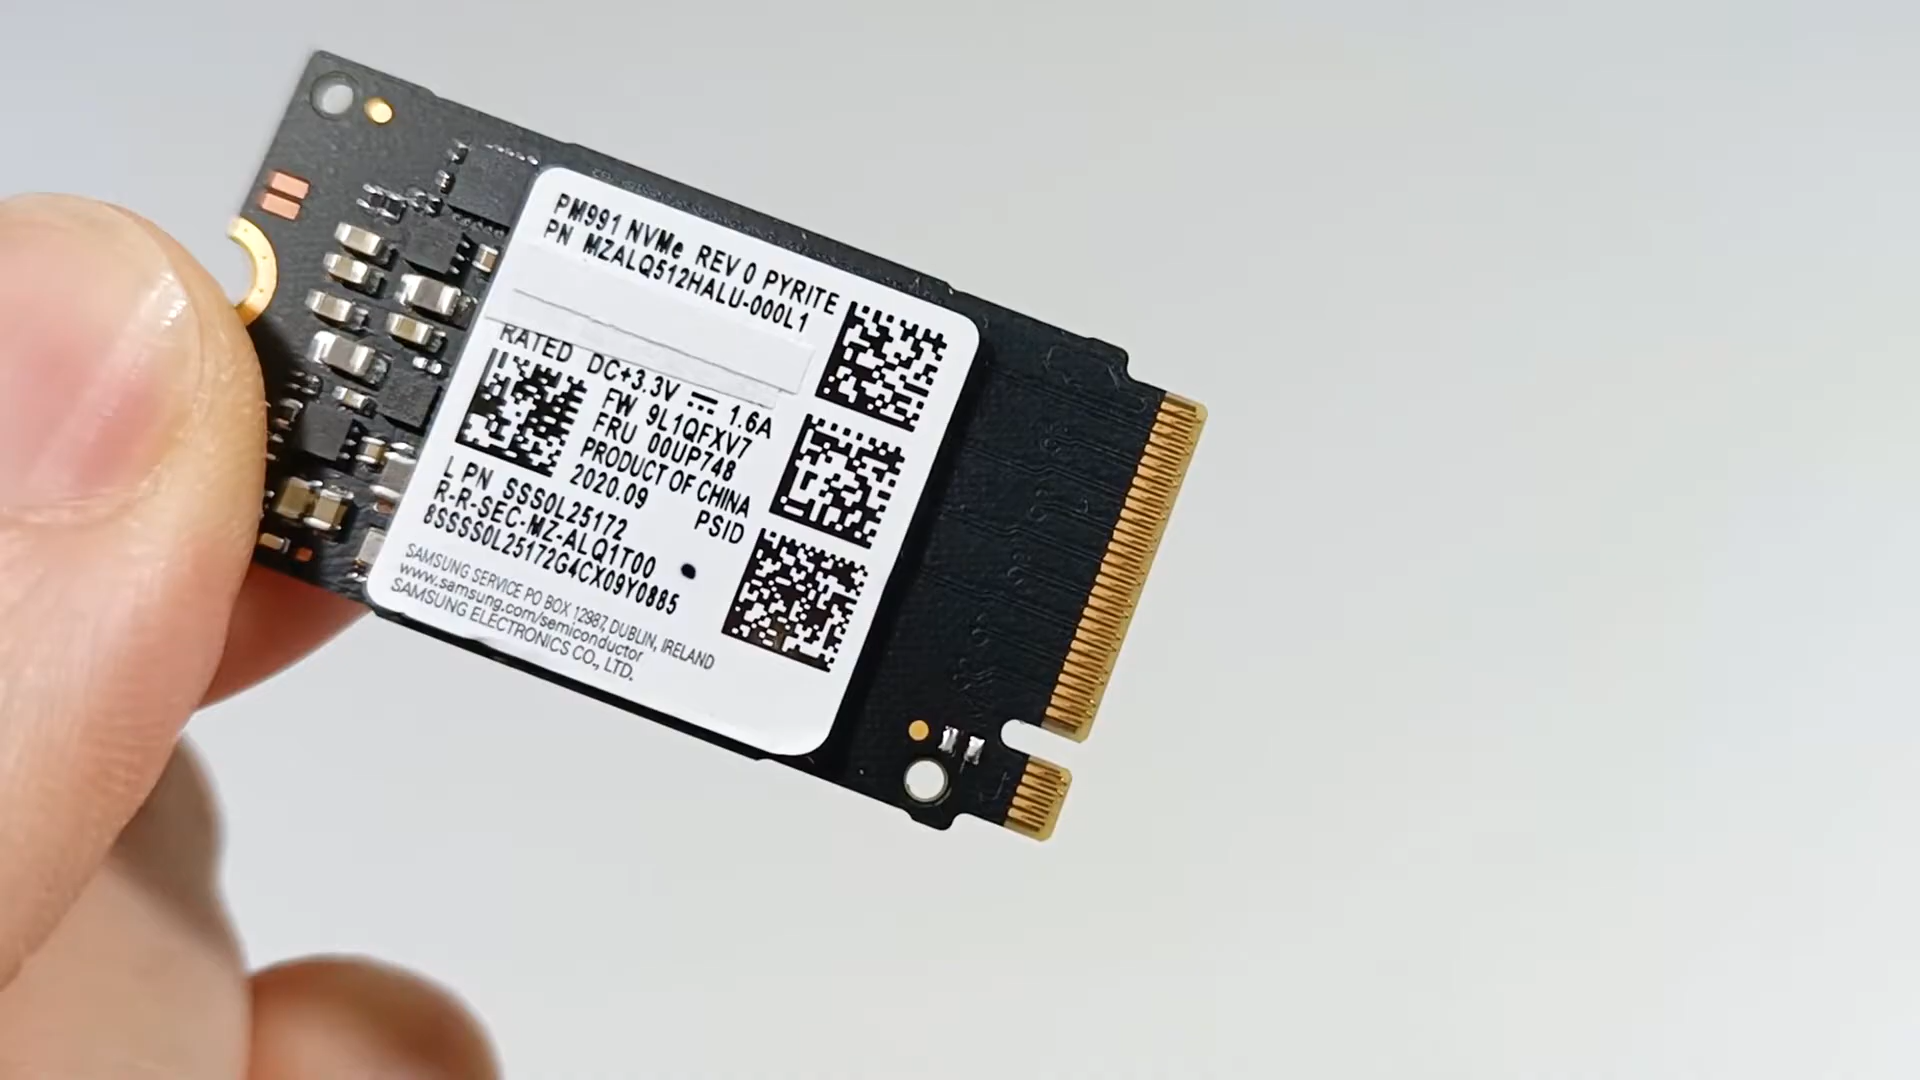 PM991 NVMe REV 0 PYRITE
PN MZALQ512HALU-000L1
RATED DC+3.3V ⎓ 1.6A
FW 9L1QFXV7
FRU 00UP748
PRODUCT OF CHINA
2020.09 PSID
L PN SSS0L25172
R-R-SEC-MZ-ALQ1T00
8SSSS0L25172G4CX09Y0885
SAMSUNG SERVICE PO BOX 12987, DUBLIN, IRELAND
www.samsung.com/semiconductor
SAMSUNG ELECTRONICS CO., LTD.